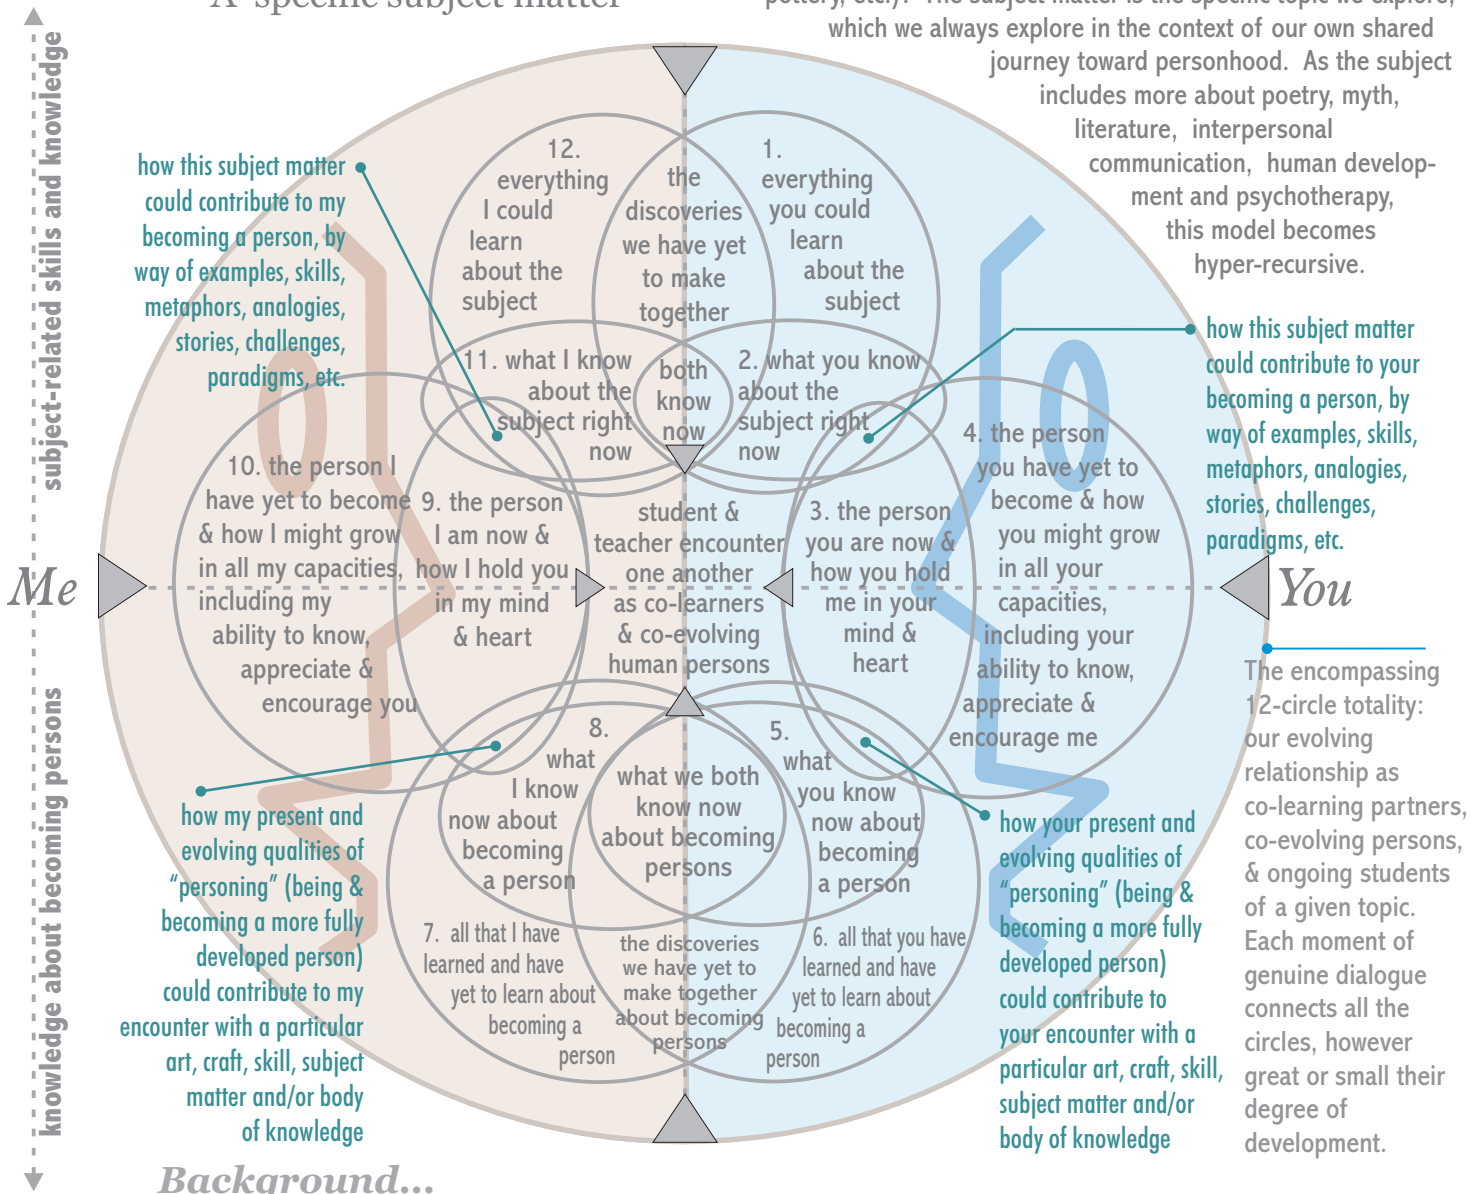 A specific subject matter
pottery, etc). The subject matter is the specific topic we explore,
which we always explore in the context of our own shared
journey toward personhood. As the subject
includes more about poetry, myth,
literature, interpersonal
communication, human develop-
ment and psychotherapy,
this model becomes
hyper-recursive.
subject-related skills and knowledge
knowledge about becoming persons
how this subject matter
could contribute to my
becoming a person, by
way of examples, skills,
metaphors, analogies,
stories, challenges,
paradigms, etc.
12.
everything
I could
learn
about the
subject
the
discoveries
we have yet
to make
together
1.
everything
you could
learn
about the
subject
11. what I know
about the
subject right
now
both
know
now
2. what you know
about the
subject right
now
how this subject matter
could contribute to your
becoming a person, by
way of examples, skills,
metaphors, analogies,
stories, challenges,
paradigms, etc.
Me
10. the person I
have yet to become
& how I might grow
in all my capacities,
including my
ability to know,
appreciate &
encourage you
9. the person
I am now &
how I hold you
in my mind
& heart
student &
teacher encounter
one another
as co-learners
& co-evolving
human persons
3. the person
you are now &
how you hold
me in your
mind &
heart
4. the person
you have yet to
become & how
you might grow
in all your
capacities,
including your
ability to know,
appreciate &
encourage me
You
8.
what
I know
now about
becoming
a person
what we both
know now
about becoming
persons
5.
what
you know
now about
becoming
a person
7. all that I have
learned and have
yet to learn about
becoming a
person
the discoveries
we have yet to
make together
about becoming
persons
6. all that you have
learned and have
yet to learn about
becoming a
person
how my present and
evolving qualities of
“personing” (being &
becoming a more fully
developed person)
could contribute to my
encounter with a particular
art, craft, skill, subject
matter and/or body
of knowledge
how your present and
evolving qualities of
“personing” (being &
becoming a more fully
developed person)
could contribute to
your encounter with a
particular art, craft, skill,
subject matter and/or
body of knowledge
The encompassing
12-circle totality:
our evolving
relationship as
co-learning partners,
co-evolving persons,
& ongoing students
of a given topic.
Each moment of
genuine dialogue
connects all the
circles, however
great or small their
degree of
development.
Background...